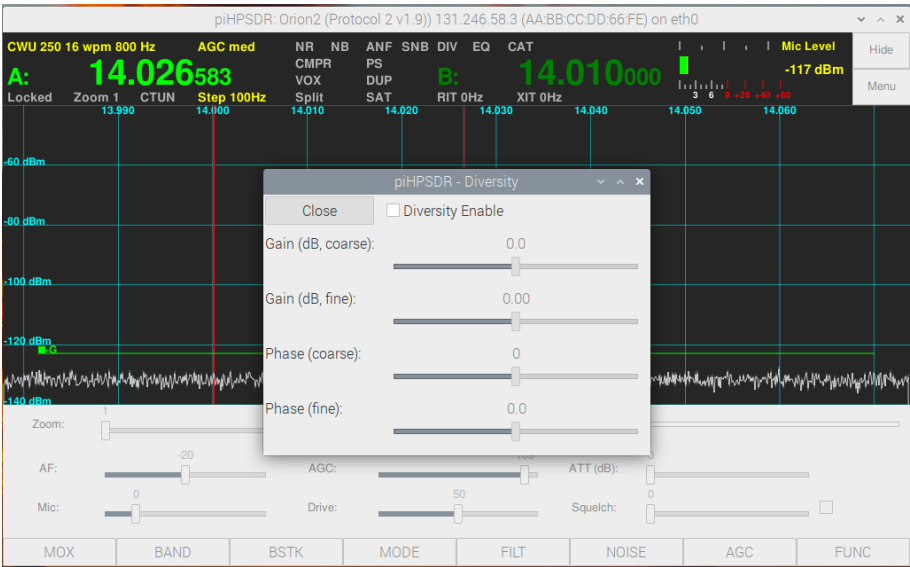 piHPSDR: Orion2 (Protocol 2 v1.9)) 131.246.58.3 (AA:BB:CC:DD:66:FE) on eth0
CWU 250 16 wpm 800 Hz AGC med NR NB ANF SNB DIV EQ CAT Mic Level Hide
CMPR PS
A: 14.026583 VOX DUP B: 14.010000 -117 dBm
Locked Zoom 1 CTUN Step 100Hz Split SAT RIT 0Hz XIT 0Hz 3 6 9 +20 +40 +60 Menu
13.990 14.000 14.010 14.020 14.030 14.040 14.050 14.060
-60 dBm
piHPSDR - Diversity
Close Diversity Enable
-80 dBm
Gain (dB, coarse): 0.0
-100 dBm
Gain (dB, fine): 0.00
-120 dBm
-G
Phase (coarse): 0
-140 dBm
Phase (fine): 0.0
Zoom: 1
AF: -20 AGC: ATT (dB): 0
Mic: 0 Drive: 50 Squelch: 0
MOX BAND BSTK MODE FILT NOISE AGC FUNC